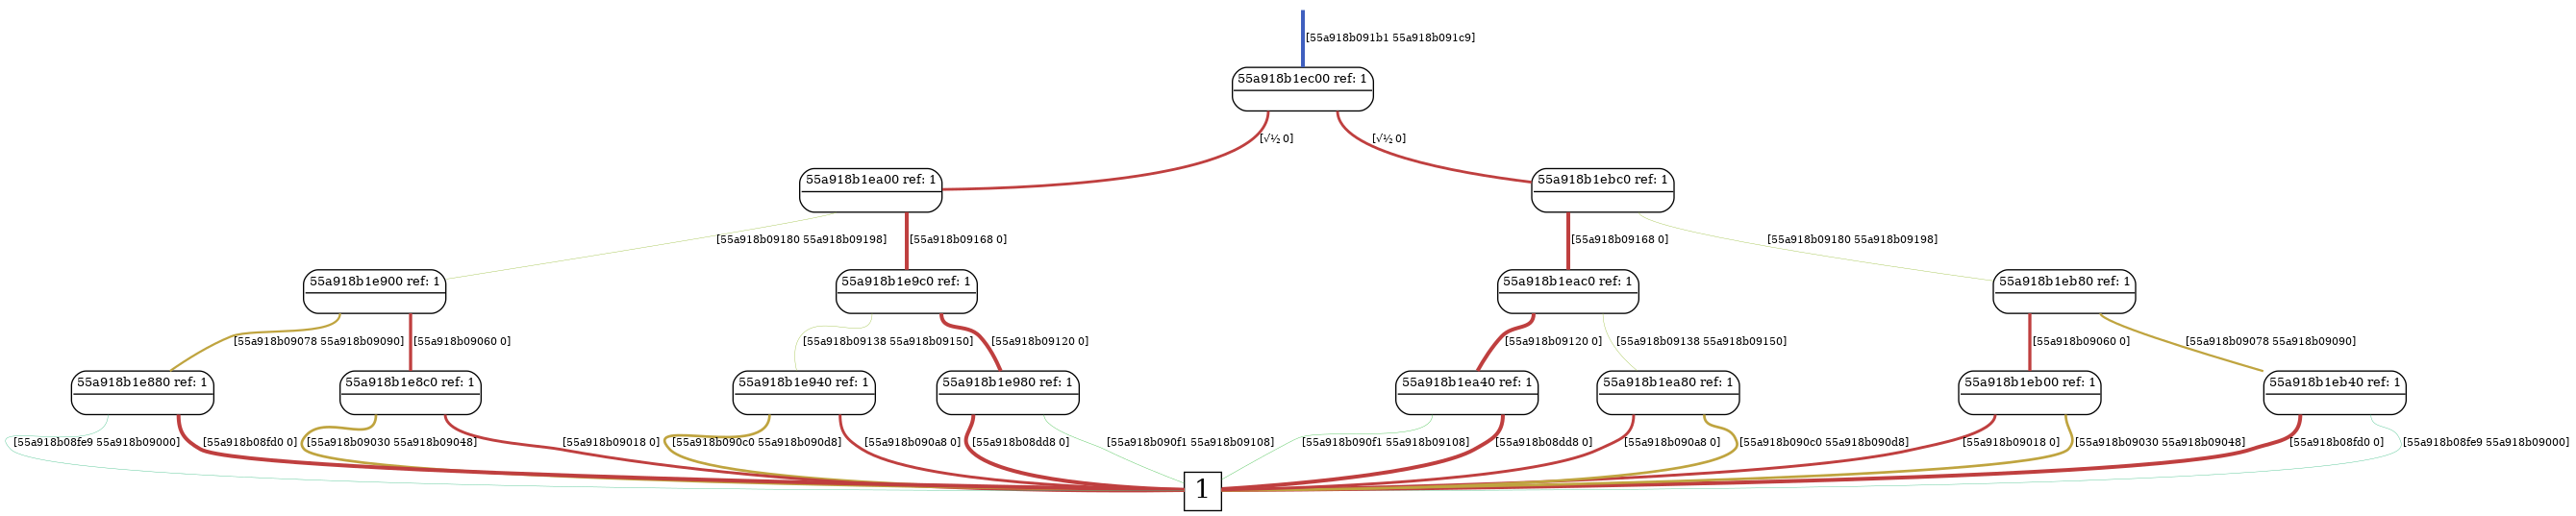 [55a918b091b1 55a918b091c9]
55a918b1ec00 ref: 1
[√½ 0]
[√½ 0]
55a918b1ea00 ref: 1
55a918b1ebc0 ref: 1
[55a918b09180 55a918b09198]
[55a918b09168 0]
[55a918b09168 0]
[55a918b09180 55a918b09198]
55a918b1e900 ref: 1
55a918b1e9c0 ref: 1
55a918b1eac0 ref: 1
55a918b1eb80 ref: 1
[55a918b09078 55a918b09090]
[55a918b09060 0]
[55a918b09138 55a918b09150]
[55a918b09120 0]
[55a918b09120 0]
[55a918b09138 55a918b09150]
[55a918b09060 0]
[55a918b09078 55a918b09090]
55a918b1e880 ref: 1
55a918b1e8c0 ref: 1
55a918b1e940 ref: 1
55a918b1e980 ref: 1
55a918b1ea40 ref: 1
55a918b1ea80 ref: 1
55a918b1eb00 ref: 1
55a918b1eb40 ref: 1
[55a918b08fe9 55a918b09000]
[55a918b08fd0 0]
[55a918b09030 55a918b09048]
[55a918b09018 0]
[55a918b090c0 55a918b090d8]
[55a918b090a8 0]
[55a918b08dd8 0]
[55a918b090f1 55a918b09108]
[55a918b090f1 55a918b09108]
[55a918b08dd8 0]
[55a918b090a8 0]
[55a918b090c0 55a918b090d8]
[55a918b09018 0]
[55a918b09030 55a918b09048]
[55a918b08fd0 0]
[55a918b08fe9 55a918b09000]
1